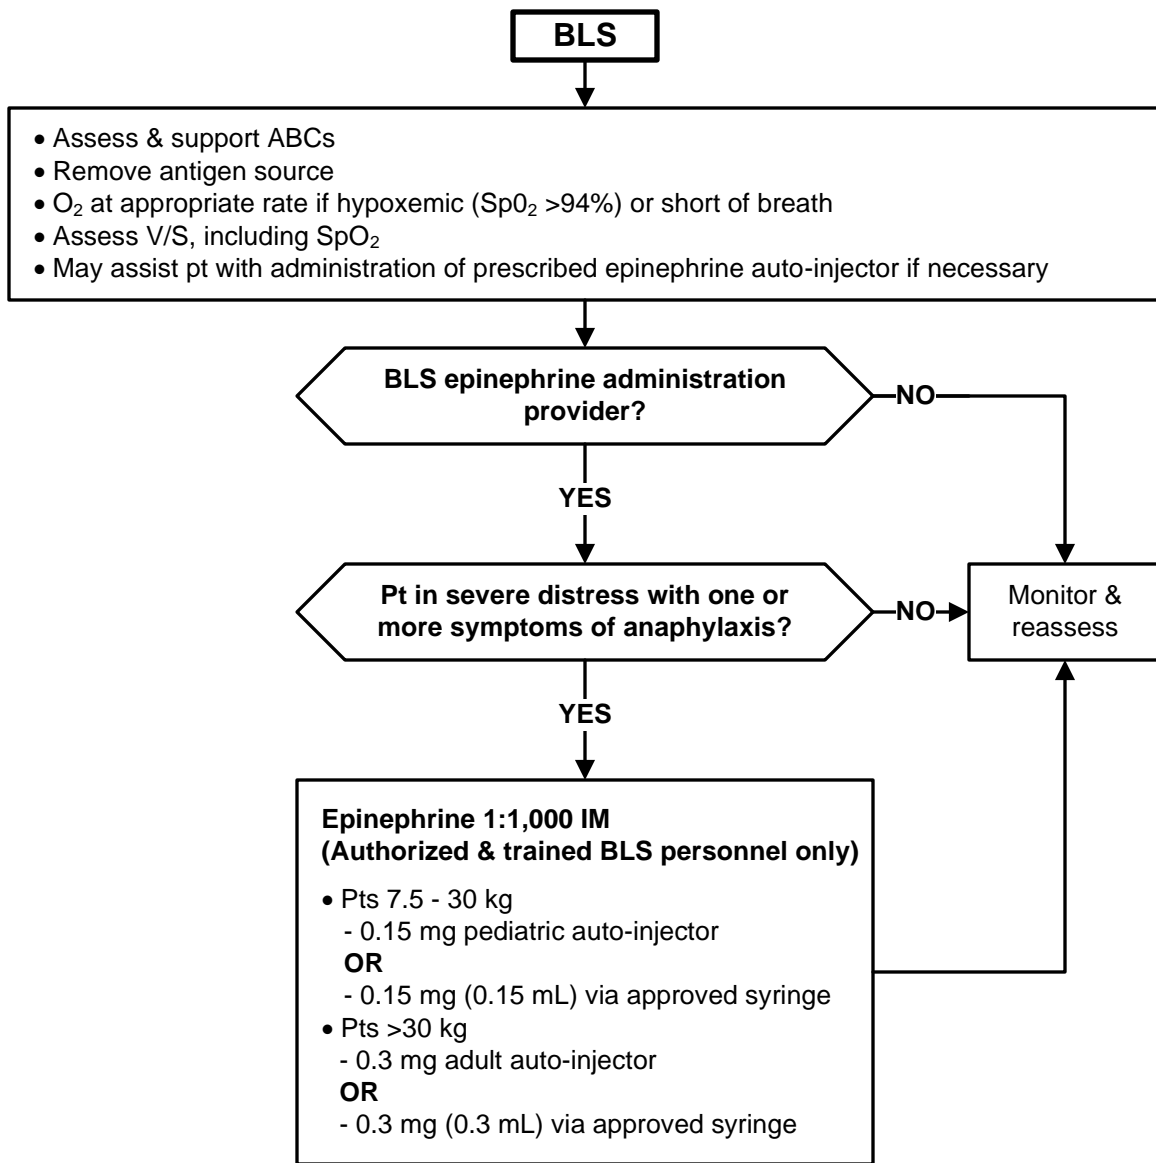 BLS
• Assess & support ABCs
• Remove antigen source
• O₂ at appropriate rate if hypoxemic (Sp0₂ >94%) or short of breath
• Assess V/S, including SpO₂
• May assist pt with administration of prescribed epinephrine auto-injector if necessary
BLS epinephrine administration
provider?
NO
YES
Pt in severe distress with one or
more symptoms of anaphylaxis?
NO
Monitor &
reassess
YES
Epinephrine 1:1,000 IM
(Authorized & trained BLS personnel only)
• Pts 7.5 - 30 kg
- 0.15 mg pediatric auto-injector
OR
- 0.15 mg (0.15 mL) via approved syringe
• Pts >30 kg
- 0.3 mg adult auto-injector
OR
- 0.3 mg (0.3 mL) via approved syringe